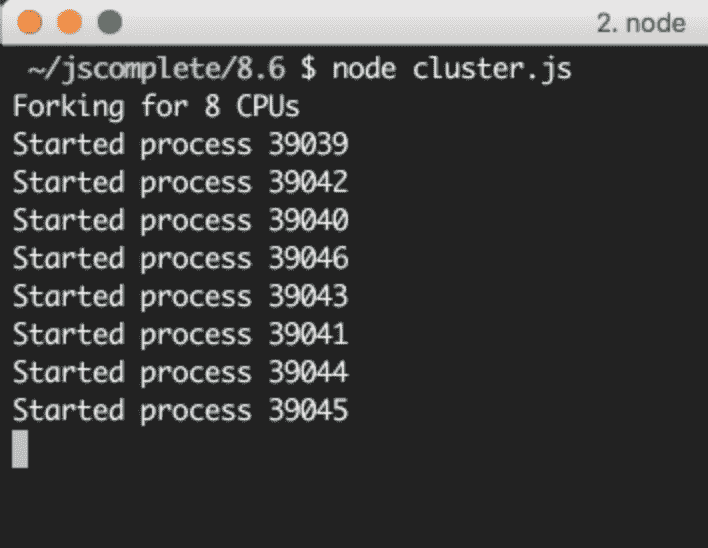 2. node
~/jscomplete/8.6 $ node cluster.js
Forking for 8 CPUs
Started process 39039
Started process 39042
Started process 39040
Started process 39046
Started process 39043
Started process 39041
Started process 39044
Started process 39045